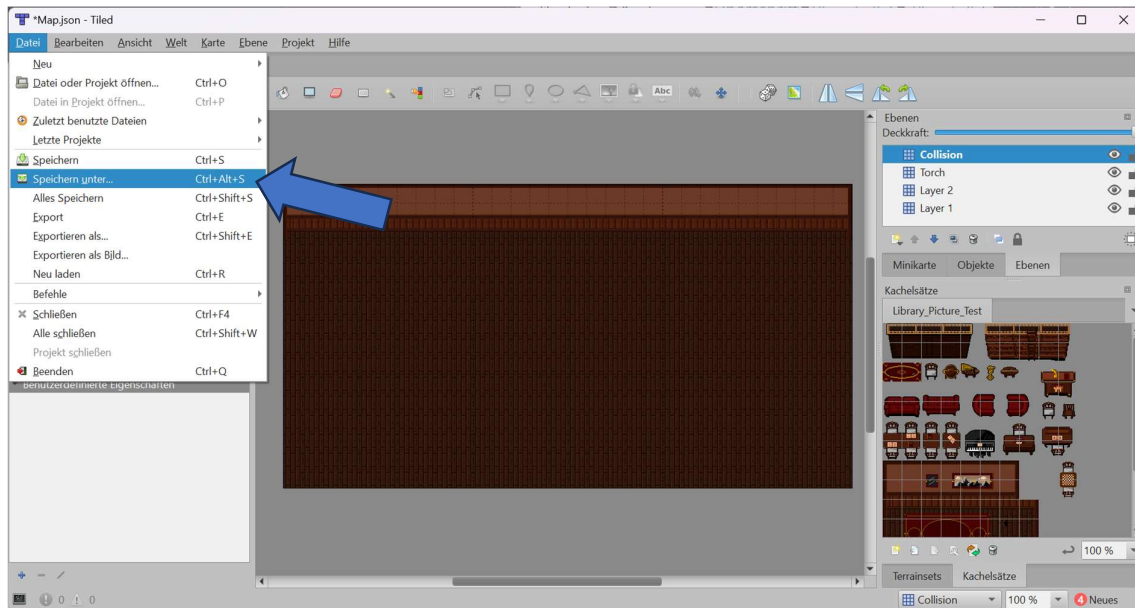 *Map.json - Tiled
Datei Bearbeiten Ansicht Welt Karte Ebene Projekt Hilfe
Neu
Datei oder Projekt öffnen... Ctrl+O
Datei in Projekt öffnen... Ctrl+P
Zuletzt benutzte Dateien
Letzte Projekte
Speichern Ctrl+S
Speichern unter... Ctrl+Alt+S
Alles Speichern Ctrl+Shift+S
Export Ctrl+E
Exportieren als... Ctrl+Shift+E
Exportieren als Bild...
Neu laden Ctrl+R
Befehle
Schließen Ctrl+F4
Alle schließen Ctrl+Shift+W
Projekt schließen
Beenden Ctrl+Q
Benutzerdefinierte Eigenschaften
0 0
Abc
Ebenen
Deckkraft:
Collision
Torch
Layer 2
Layer 1
Minikarte Objekte Ebenen
Kachelsätze
Library_Picture_Test
100 %
Terrainsets Kachelsätze
Collision 100 % 4 Neues